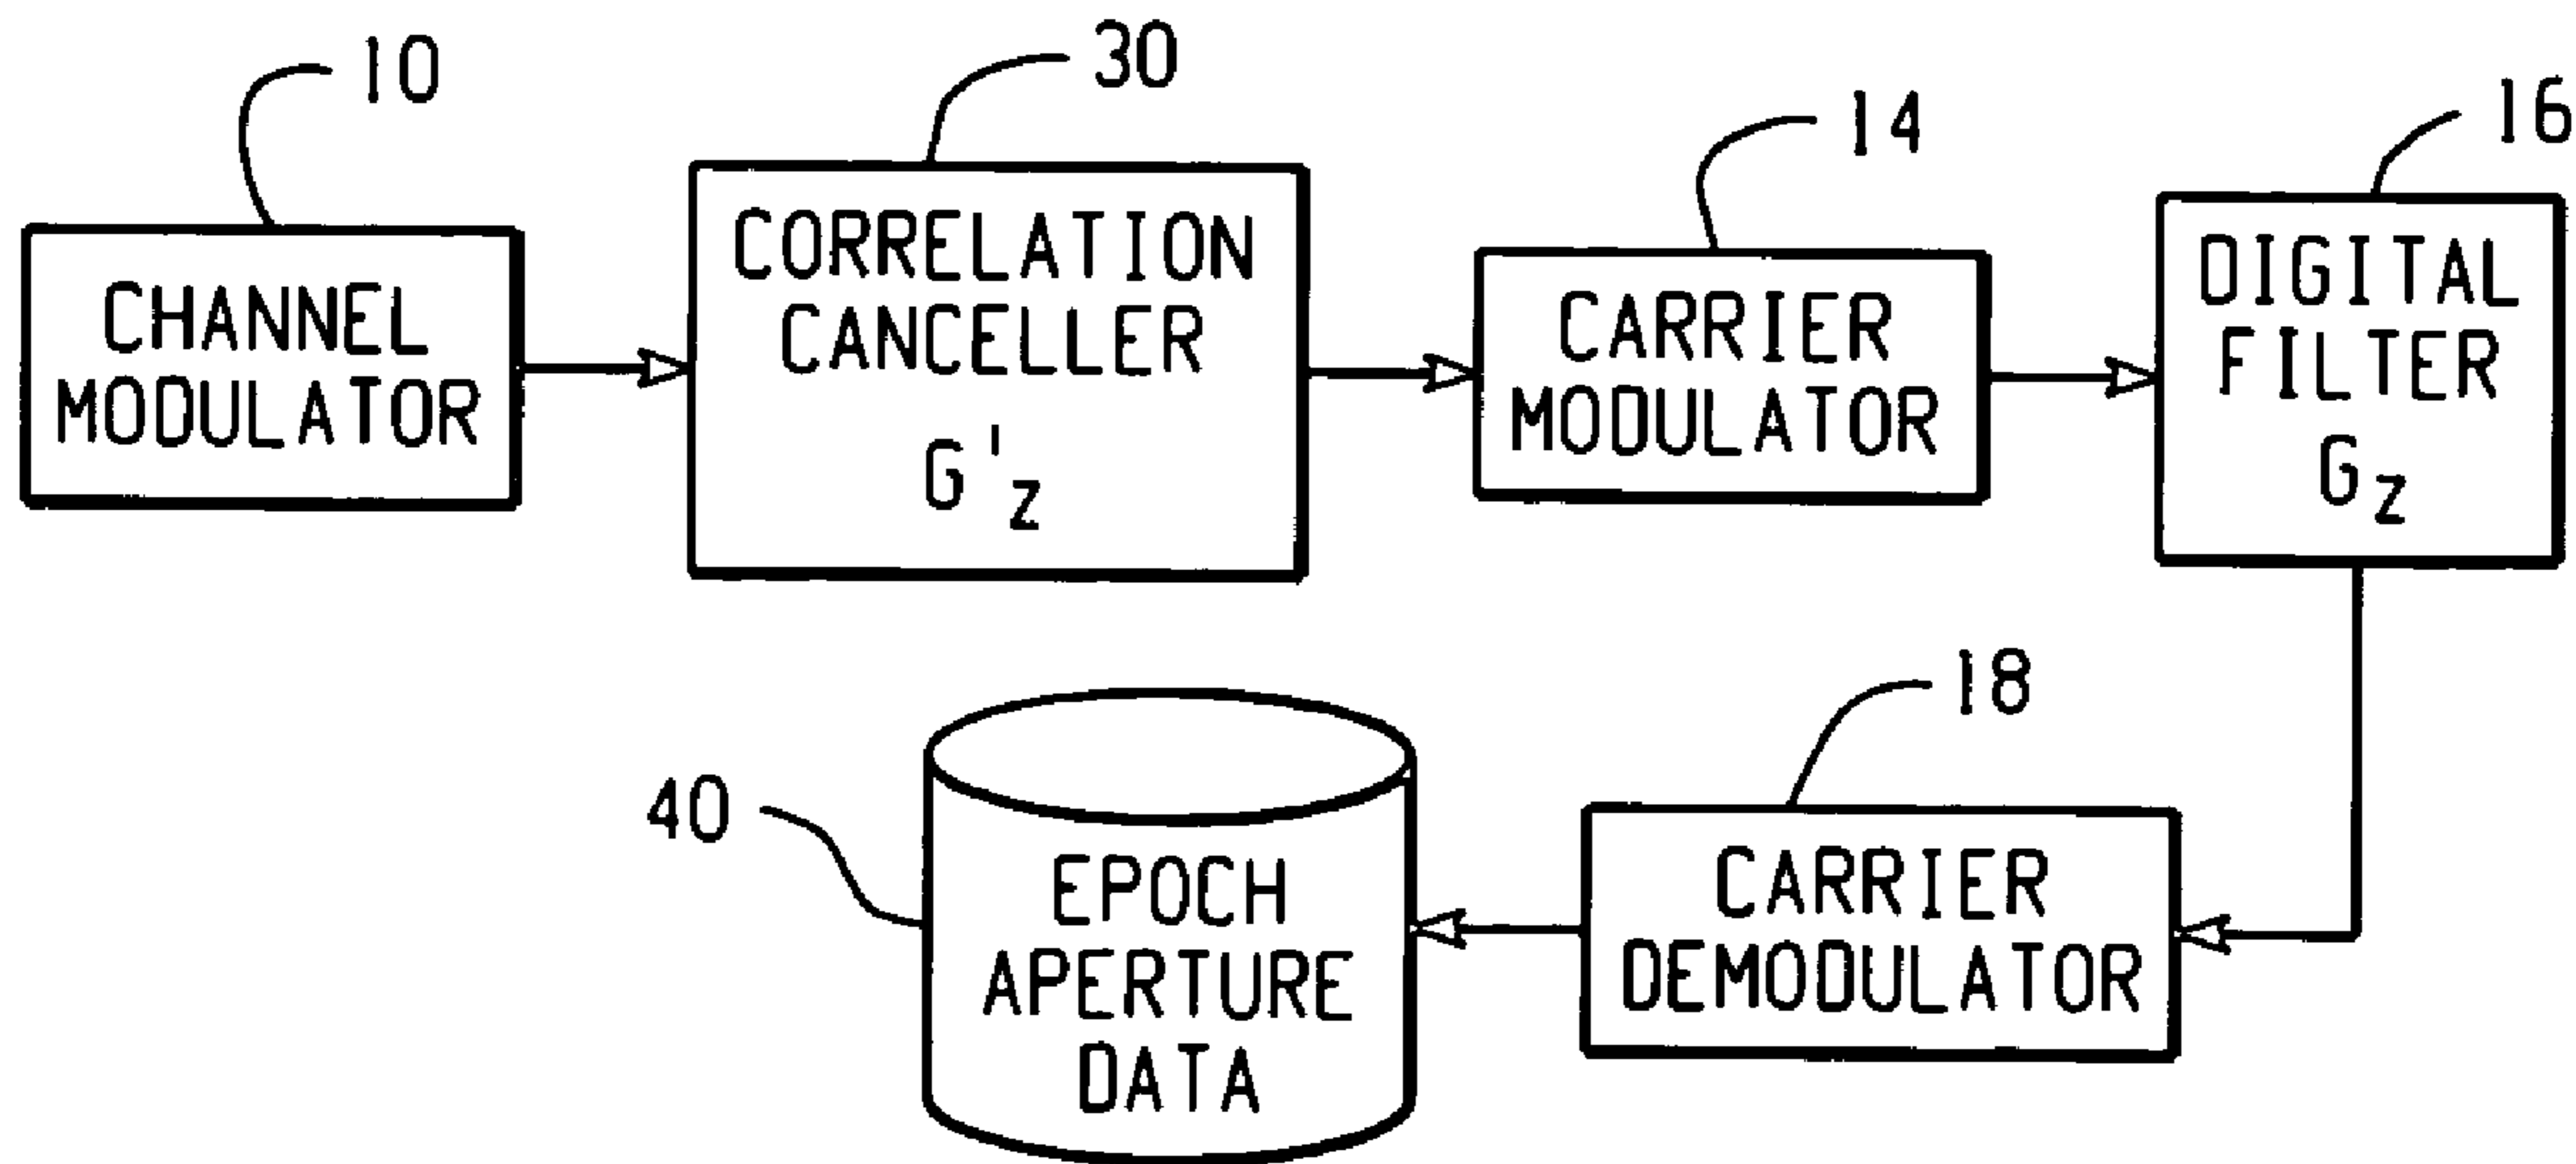 10
30
14
16
CHANNEL
MODULATOR
CORRELATION
CANCELLER
G'z
CARRIER
MODULATOR
DIGITAL
FILTER
Gz
40
EPOCH
APERTURE
DATA
18
CARRIER
DEMODULATOR